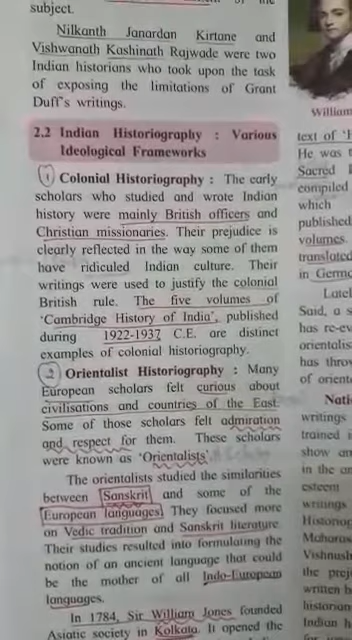 subject.
Nilkanth Janardan Kirtane and
Vishwanath Kashinath Rajwade were two
Indian historians who took upon the task
of exposing the limitations of Grant
Duff's writings.
2.2 Indian Historiography : Various
Ideological Frameworks
1 Colonial Historiography : The early
scholars who studied and wrote Indian
history were mainly British officers and
Christian missionaries. Their prejudice is
clearly reflected in the way some of them
have ridiculed Indian culture. Their
writings were used to justify the colonial
British rule. The five volumes of
'Cambridge History of India', published
during 1922-1937 C.E. are distinct
examples of colonial historiography.
2 Orientalist Historiography : Many
European scholars felt curious about
civilisations and countries of the East.
Some of those scholars felt admiration
and respect for them. These scholars
were known as 'Orientalists'.
The orientalists studied the similarities
between Sanskrit and some of the
European languages. They focused more
on Vedic tradition and Sanskrit literature.
Their studies resulted into formulating the
notion of an ancient language that could
be the mother of all Indo-European
languages.
In 1784, Sir William Jones founded
Asiatic society in Kolkata. It opened the
William
text of
He was
Sacred
compiled
which
published
volumes.
translated
in
Said, a
has
orientalis
has
of
writings
trained
show an
in the
esteem
writings
Historiog
Maharas
Vishnush
the
written b
historian
Indian h